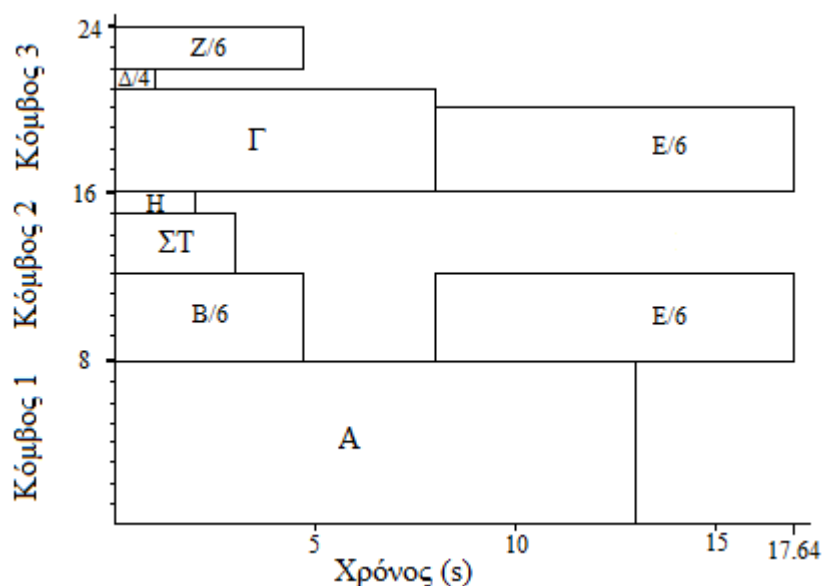 24
Z/6
Δ/4
Κόμβος 3
Γ
Ε/6
16
Η
ΣΤ
Κόμβος 2
Β/6
Ε/6
8
Κόμβος 1
Α
5
10
15
17.64
Χρόνος (s)